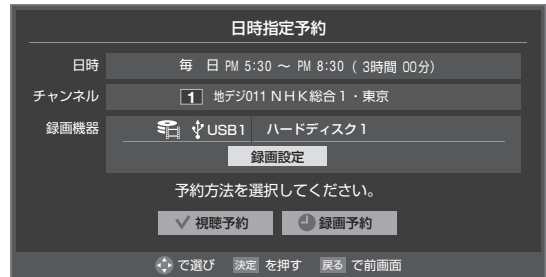 日時指定予約
日時 毎 日 PM 5:30 ～ PM 8:30 ( 3時間 00分)
チャンネル 1 地デジ011 ＮＨＫ総合１・東京
録画機器 USB1 ハードディスク1
録画設定
予約方法を選択してください。
視聴予約 録画予約
で選び 決定 を押す 戻る で前画面